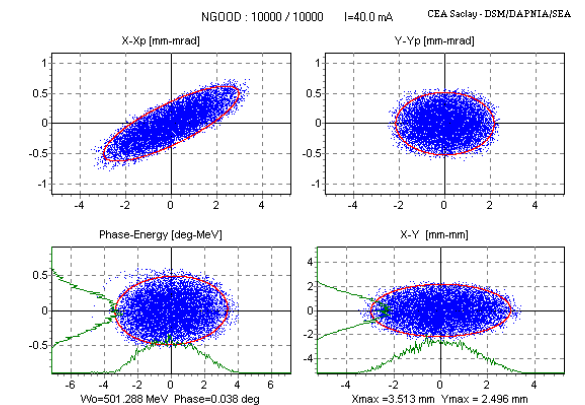 NGOOD : 10000 / 10000 I=40.0 mA CEA Saclay - DSM/DAPNIA/SEA
X-Xp [mm-mrad] Y-Yp [mm-mrad]
1 1
0.5 0.5
0 0
-0.5 -0.5
-1 -1
-4 -2 0 2 4 -4 -2 0 2 4
Phase-Energy [deg-MeV] X-Y [mm-mm]
4
0.5 2
0 0
-2
-0.5 -4
-6 -4 -2 0 2 4 6 -4 -2 0 2 4
Wo=501.288 MeV Phase=0.038 deg Xmax =3.513 mm Ymax = 2.496 mm